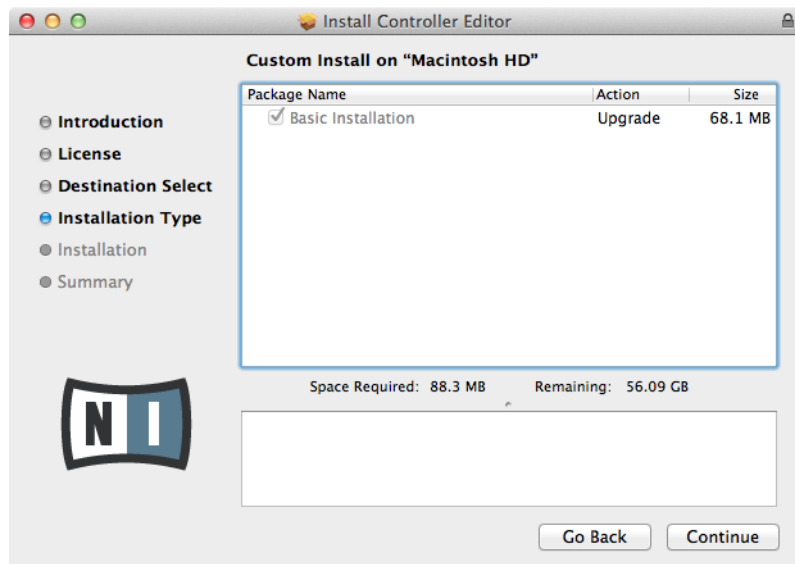 Install Controller Editor
Custom Install on “Macintosh HD”
Introduction
License
Destination Select
Installation Type
Installation
Summary
Package Name Action Size
Basic Installation Upgrade 68.1 MB
Space Required: 88.3 MB Remaining: 56.09 GB
N I
Go Back Continue